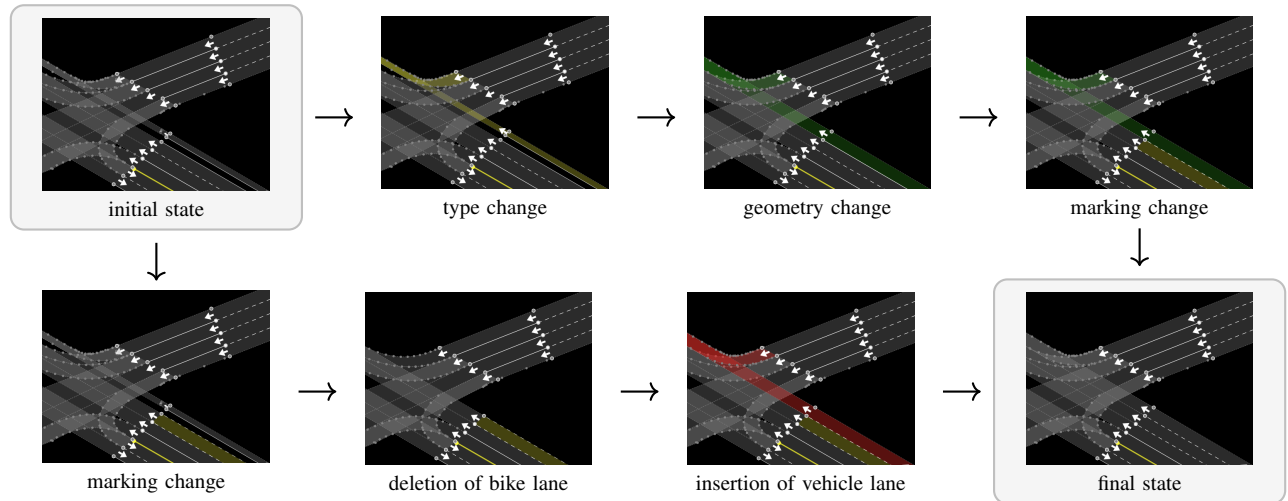 initial state
type change
geometry change
marking change
marking change
deletion of bike lane
insertion of vehicle lane
final state